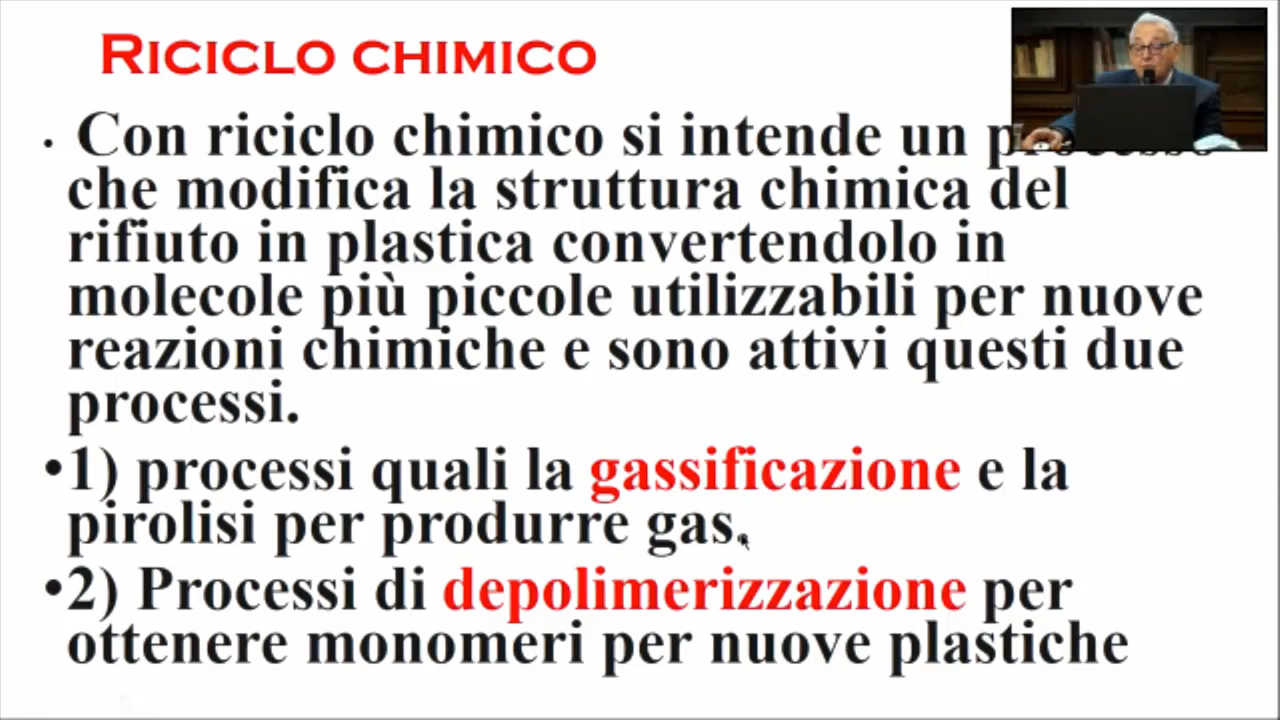 RICICLO CHIMICO
• Con riciclo chimico si intende un processo
che modifica la struttura chimica del
rifiuto in plastica convertendolo in
molecole più piccole utilizzabili per nuove
reazioni chimiche e sono attivi questi due
processi.
•1) processi quali la gassificazione e la
pirolisi per produrre gas.
•2) Processi di depolimerizzazione per
ottenere monomeri per nuove plastiche